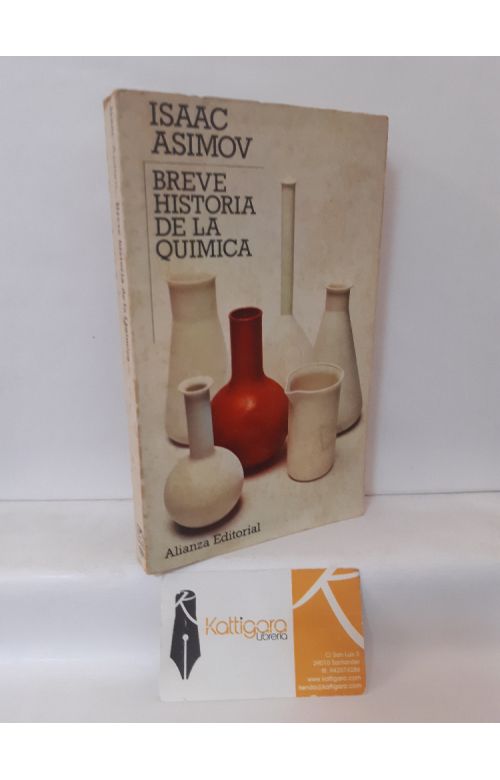 ISAAC
ASIMOV
BREVE
HISTORIA
DE LA
QUIMICA
Alianza Editorial
Kattigara
Librería
C/ San Luis 5
39010 Santander
www.kattigara.com
tienda@kattigara.com